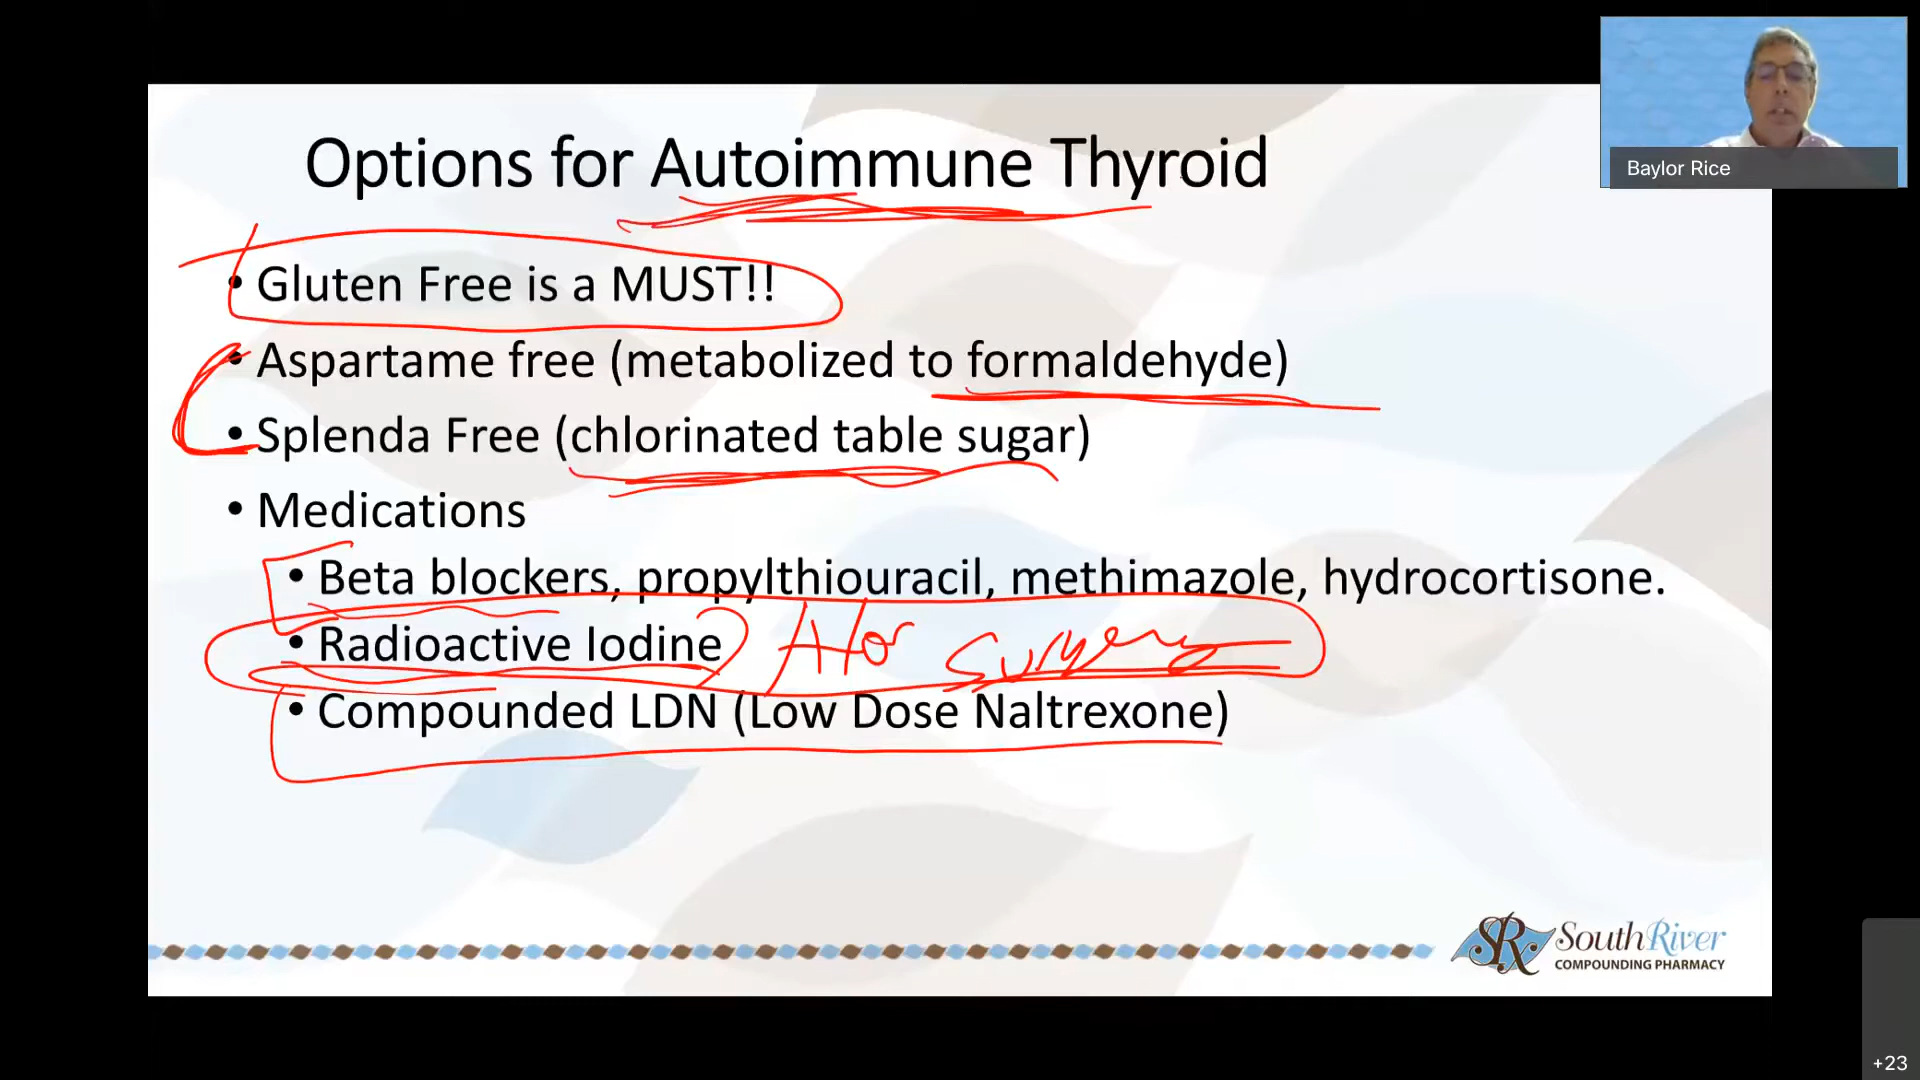 Baylor Rice
Options for Autoimmune Thyroid
• Gluten Free is a MUST!!
• Aspartame free (metabolized to formaldehyde)
• Splenda Free (chlorinated table sugar)
• Medications
• Beta blockers, propylthiouracil, methimazole, hydrocortisone.
• Radioactive Iodine surgery
• Compounded LDN (Low Dose Naltrexone)
SR South River
COMPOUNDING PHARMACY
+23